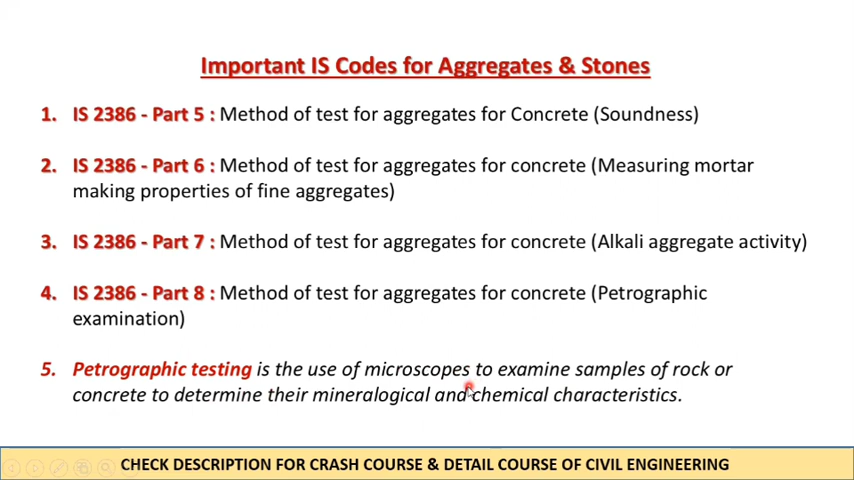 Important IS Codes for Aggregates & Stones
1. IS 2386 - Part 5 : Method of test for aggregates for Concrete (Soundness)
2. IS 2386 - Part 6 : Method of test for aggregates for concrete (Measuring mortar
making properties of fine aggregates)
3. IS 2386 - Part 7 : Method of test for aggregates for concrete (Alkali aggregate activity)
4. IS 2386 - Part 8 : Method of test for aggregates for concrete (Petrographic
examination)
5. Petrographic testing is the use of microscopes to examine samples of rock or
concrete to determine their mineralogical and chemical characteristics.
CHECK DESCRIPTION FOR CRASH COURSE & DETAIL COURSE OF CIVIL ENGINEERING